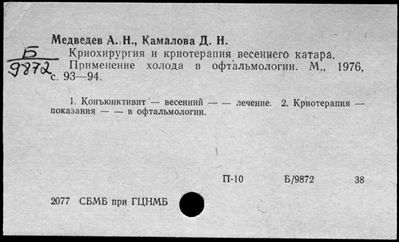 Медведев А. Н., Камалова Д. Н.
Б
9872
Криохирургия и криотерапия весеннего катара.
Применение холода в офтальмологии. М., 1976,
с. 93—94.
1. Конъюнктивит — весенний — — лечение. 2. Криотерапия —
показания — — в офтальмологии.
П-10 Б/9872 38
2077 СБМБ при ГЦНМБ